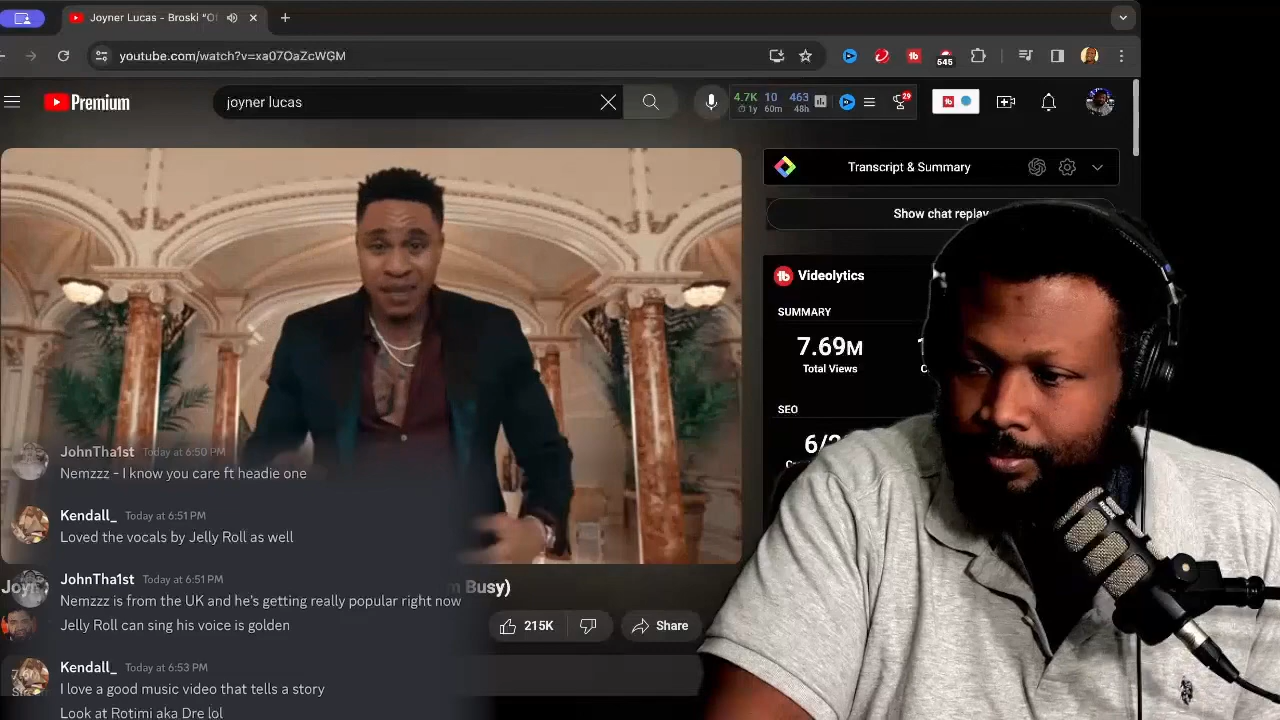 Joyner Lucas - Broski "Of
youtube.com/watch?v=xa07OaZcWGM
545
Premium
joyner lucas
4.7K 10 463
1y 60m 48h
29
Transcript & Summary
Show chat replay
Videolytics
SUMMARY
7.69M
Total Views
SEO
JohnTha1st Today at 6:50 PM
Nemzzz - I know you care ft headie one
Kendall_ Today at 6:51 PM
Loved the vocals by Jelly Roll as well
JohnTha1st Today at 6:51 PM
Busy)
Nemzzz is from the UK and he's getting really popular right now
Jelly Roll can sing his voice is golden
215K
Share
Kendall_ Today at 6:53 PM
I love a good music video that tells a story
Look at Rotimi aka Dre lol